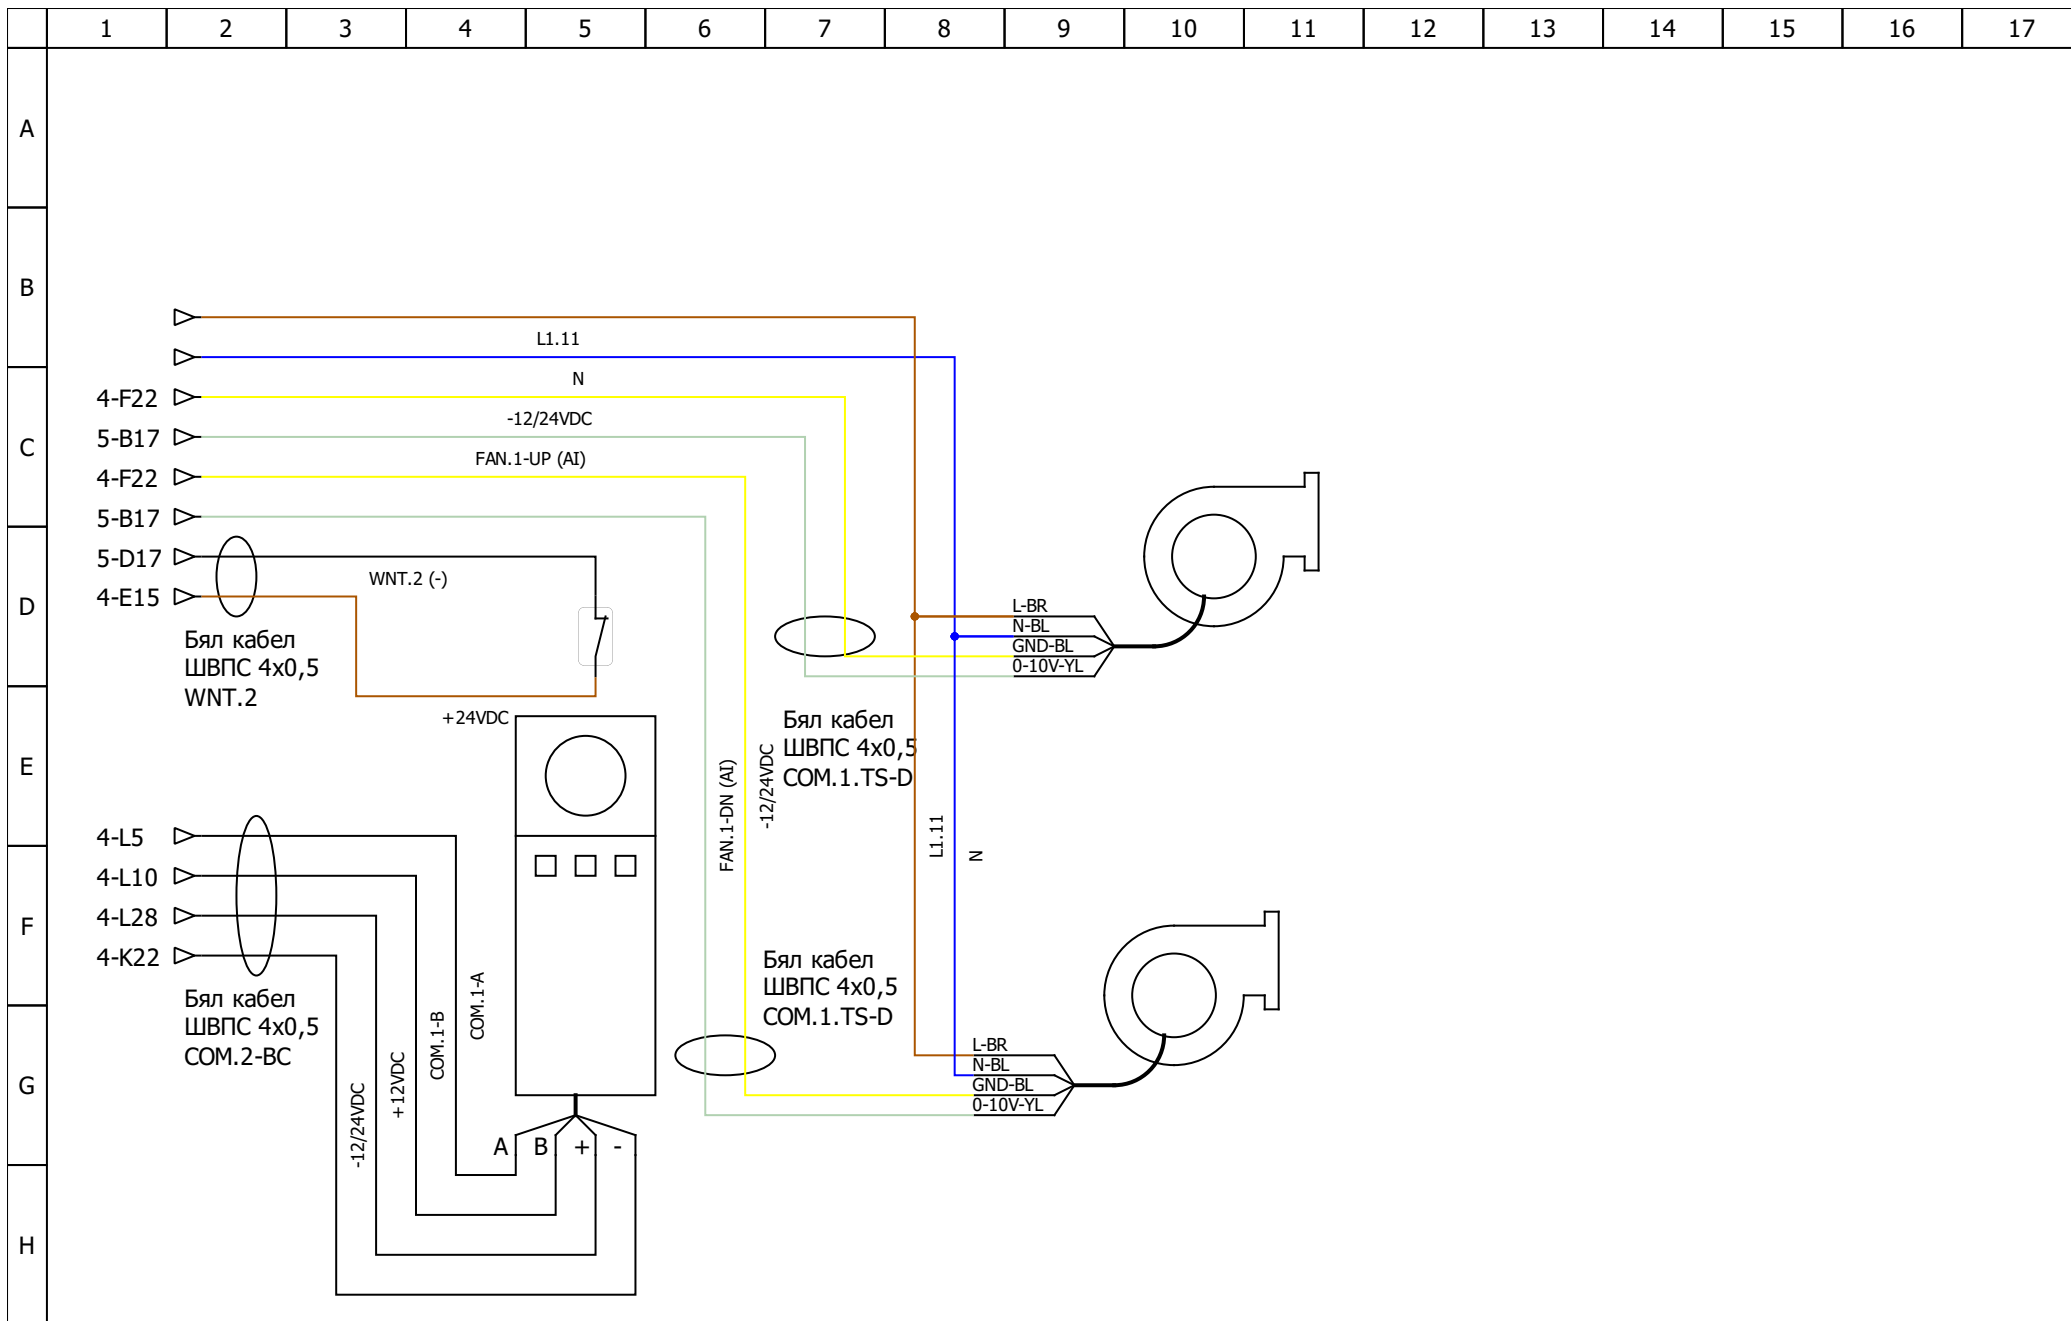 1 2 3 4 5 6 7 8 9 10 11 12 13 14 15 16 17
A
B
L1.11
N
4-F22
-12/24VDC
5-B17
C
FAN.1-UP (AI)
4-F22
5-B17
5-D17
WNT.2 (-)
4-E15
D
Бял кабел
ШВПС 4x0,5
WNT.2
L-BR
N-BL
GND-BL
0-10V-YL
+24VDC
Бял кабел
ШВПС 4x0,5
COM.1.TS-D
E
FAN.1-DN (AI)
-12/24VDC
L1.11
N
4-L5
4-L10
4-L28
4-K22
F
Бял кабел
ШВПС 4x0,5
COM.2-BC
Бял кабел
ШВПС 4x0,5
COM.1.TS-D
-12/24VDC
+12VDC
COM.1-B
COM.1-A
L-BR
N-BL
GND-BL
0-10V-YL
G
A B + -
H